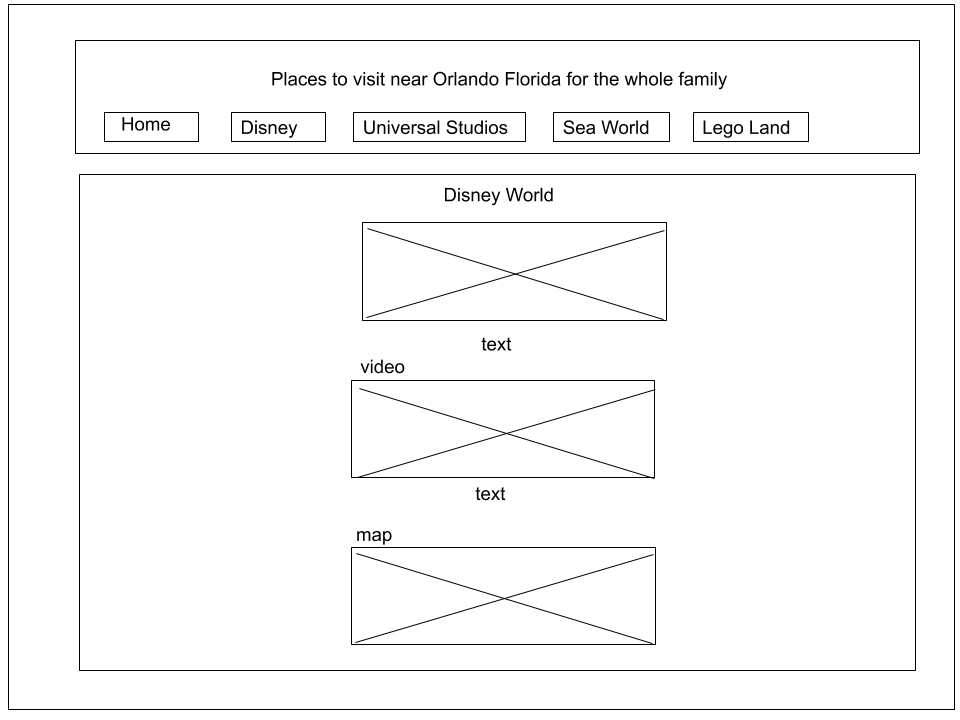 Places to visit near Orlando Florida for the whole family
Home Disney Universal Studios Sea World Lego Land
Disney World
text
video
text
map